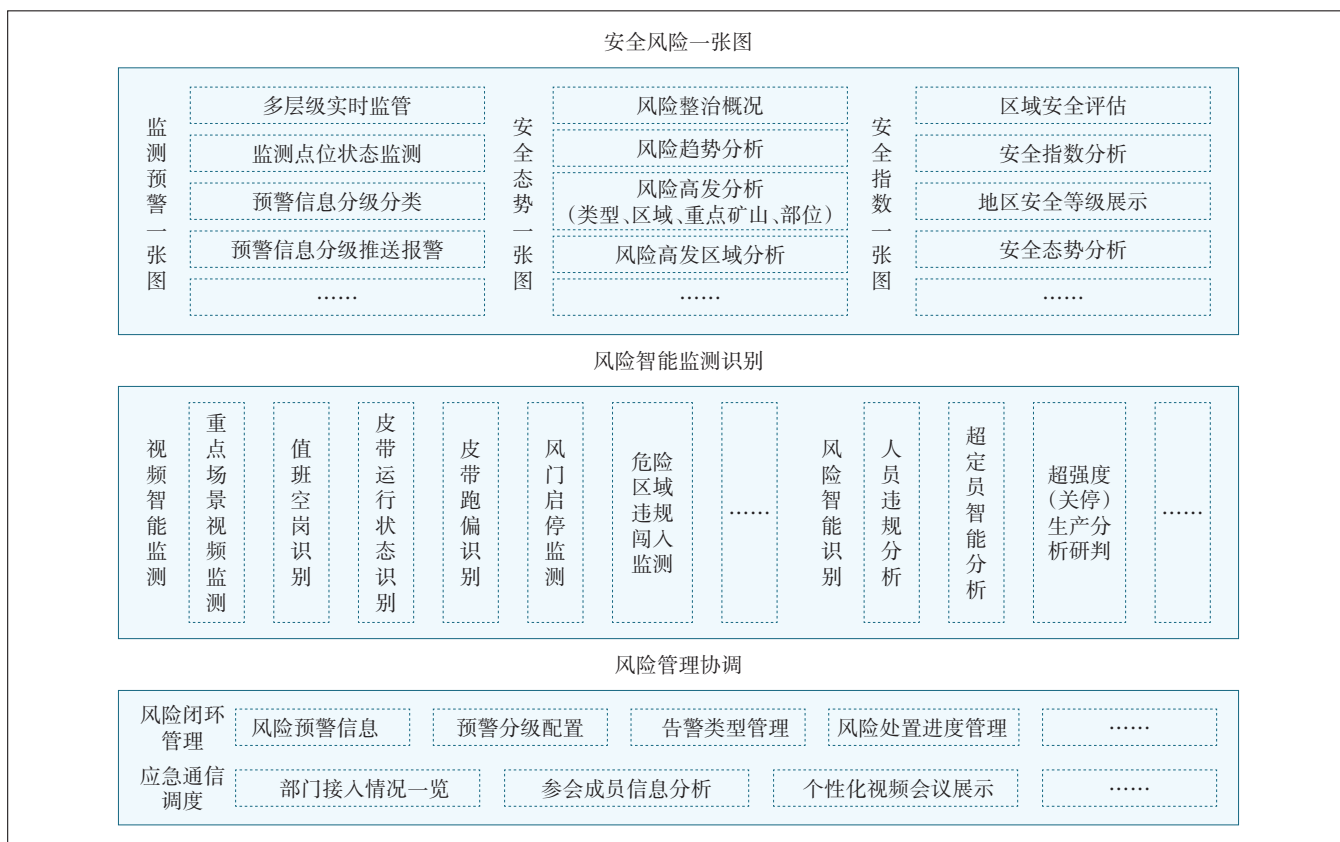 安全风险一张图
监测预警一张图
多层级实时监管
监测点位状态监测
预警信息分级分类
预警信息分级推送报警
……
安全态势一张图
风险整治概况
风险趋势分析
风险高发分析
（类型、区域、重点矿山、部位）
风险高发区域分析
……
安全指数一张图
区域安全评估
安全指数分析
地区安全等级展示
安全态势分析
……
风险智能监测识别
视频智能监测
重点场景视频监测
值班空岗识别
皮带运行状态识别
皮带跑偏识别
风门启停监测
危险
区域
违规
闯入
监测
……
风险智能识别
人员违规分析
超定员智能分析
超强度
（关停）
生产分
析研判
……
风险管理协调
风险闭环
管理
风险预警信息
预警分级配置
告警类型管理
风险处置进度管理
……
应急通信
调度
部门接入情况一览
参会成员信息分析
个性化视频会议展示
……